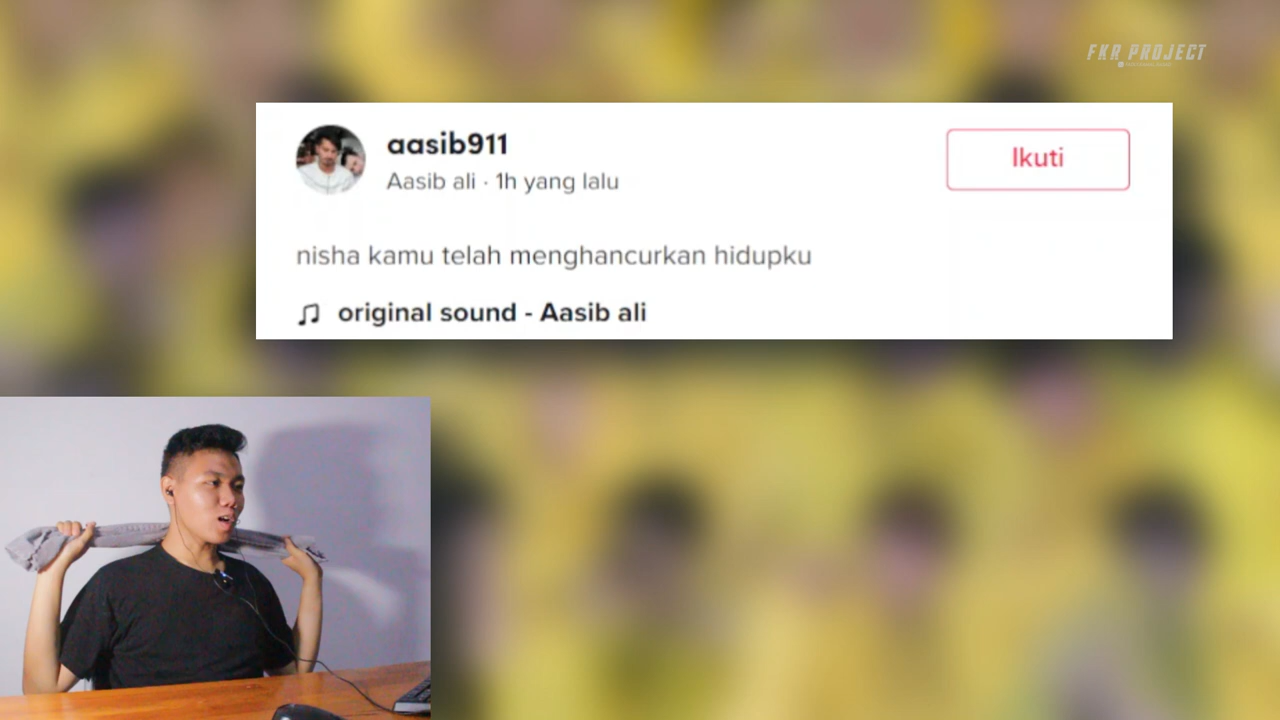 FKR PROJECT
aasib911
Aasib ali · 1h yang lalu
Ikuti
nisha kamu telah menghancurkan hidupku
original sound - Aasib ali